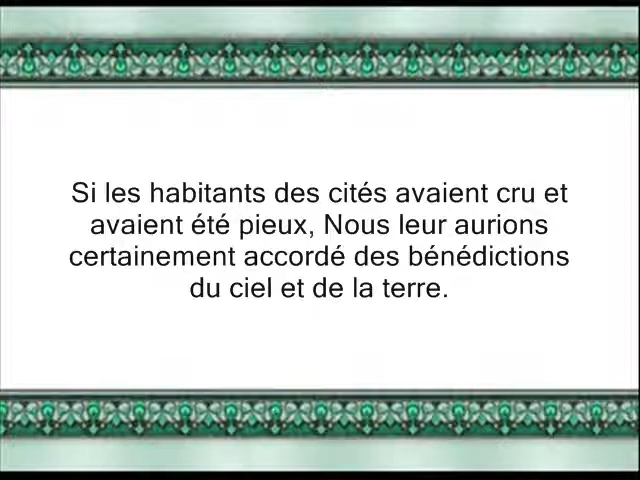 Si les habitants des cités avaient cru et
avaient été pieux, Nous leur aurions
certainement accordé des bénédictions
du ciel et de la terre.